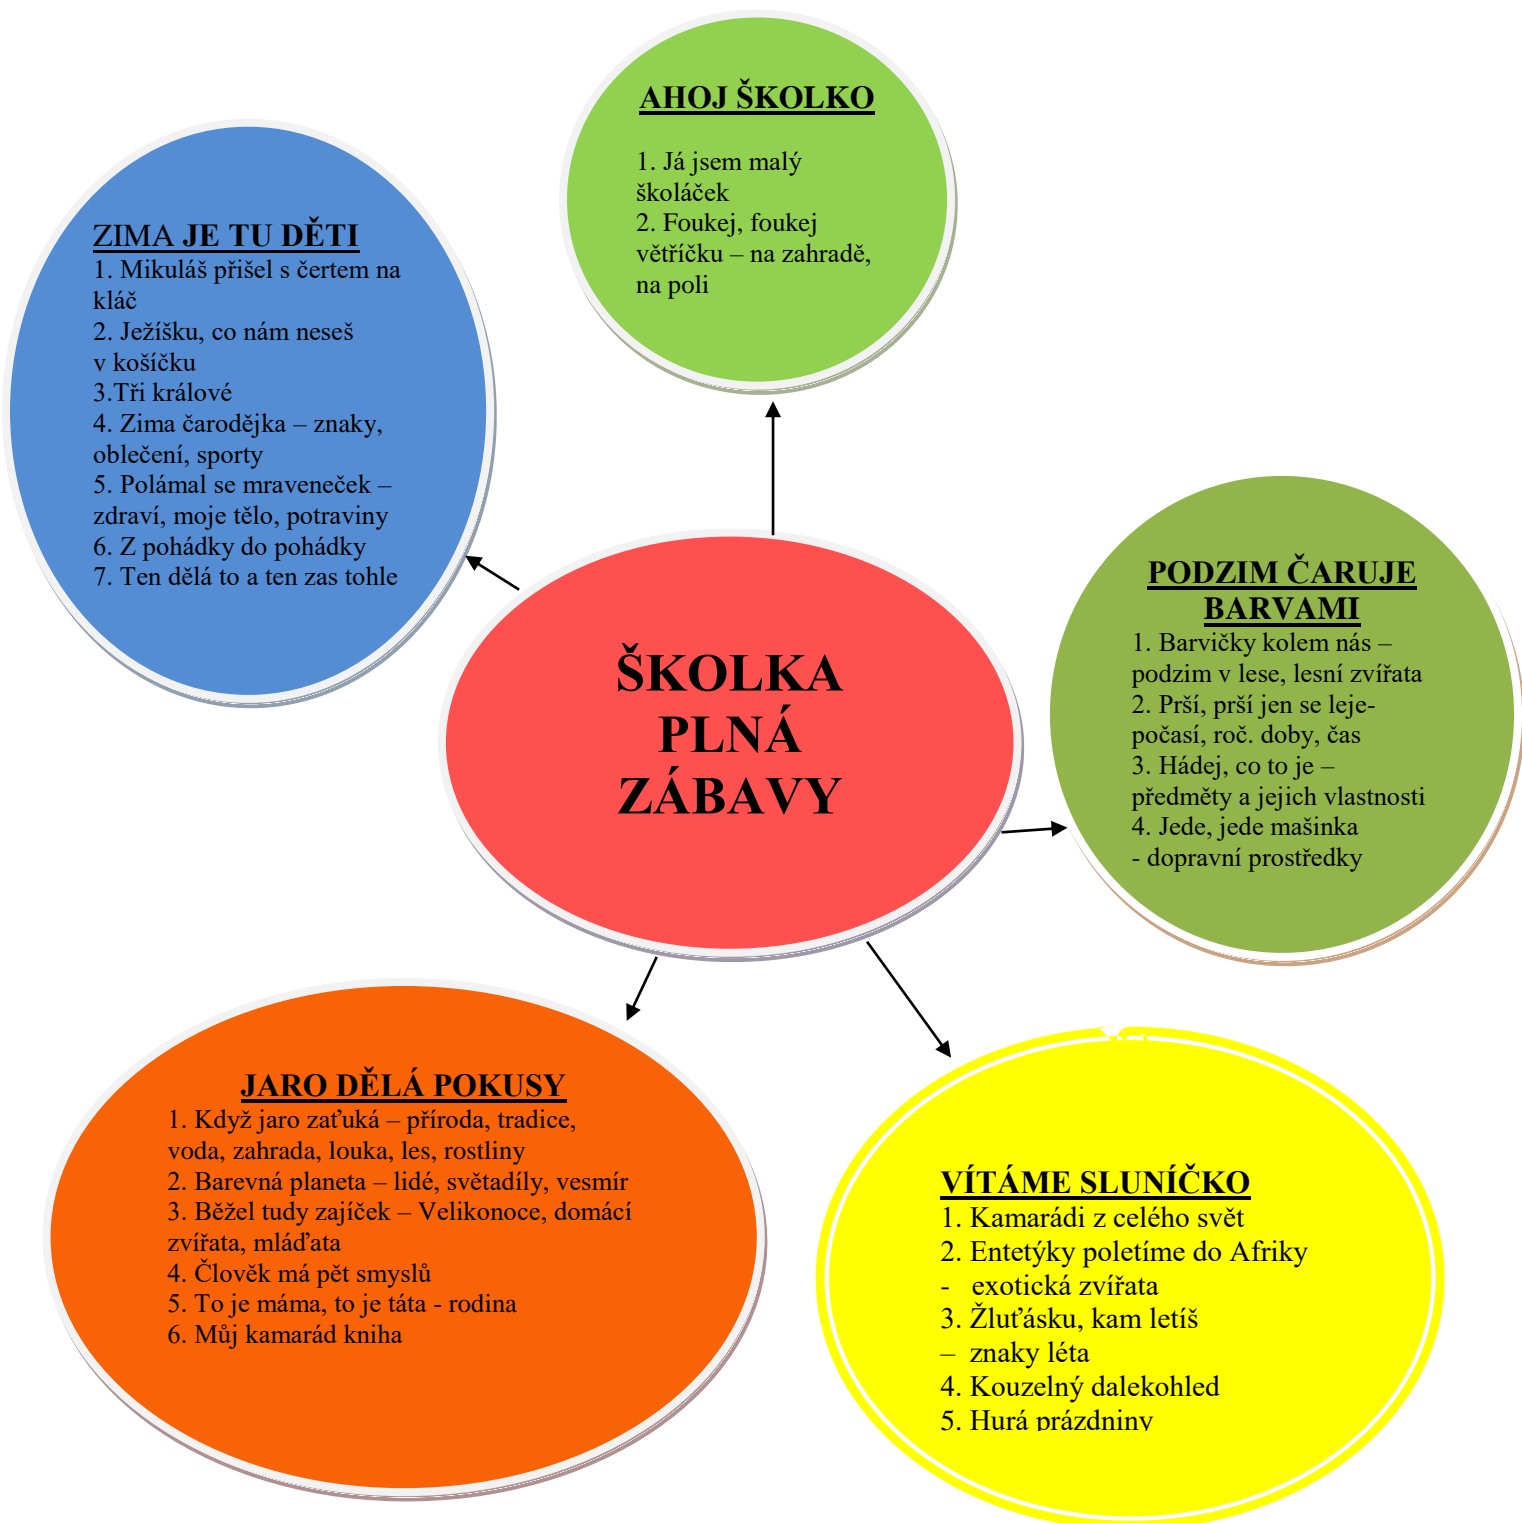 AHOJ ŠKOLKO
1. Já jsem malý
školáček
2. Foukej, foukej
větříčku – na zahradě,
na poli
ZIMA JE TU DĚTI
1. Mikuláš přišel s čertem na
kláč
2. Ježíšku, co nám neseš
v košíčku
3.Tři králové
4. Zima čarodějka – znaky,
oblečení, sporty
5. Polámal se mraveneček –
zdraví, moje tělo, potraviny
6. Z pohádky do pohádky
7. Ten dělá to a ten zas tohle
PODZIM ČARUJE
BARVAMI
1. Barvičky kolem nás –
podzim v lese, lesní zvířata
2. Prší, prší jen se leje-
počasí, roč. doby, čas
3. Hádej, co to je –
předměty a jejich vlastnosti
4. Jede, jede mašinka
- dopravní prostředky
ŠKOLKA
PLNÁ
ZÁBAVY
JARO DĚLÁ POKUSY
1. Když jaro zaťuká – příroda, tradice,
voda, zahrada, louka, les, rostliny
2. Barevná planeta – lidé, světadíly, vesmír
3. Běžel tudy zajíček – Velikonoce, domácí
zvířata, mláďata
4. Člověk má pět smyslů
5. To je máma, to je táta - rodina
6. Můj kamarád kniha
VÍTÁME SLUNÍČKO
1. Kamarádi z celého svět
2. Entetýky poletíme do Afriky
- exotická zvířata
3. Žluťásku, kam letíš
– znaky léta
4. Kouzelný dalekohled
5. Hurá prázdniny